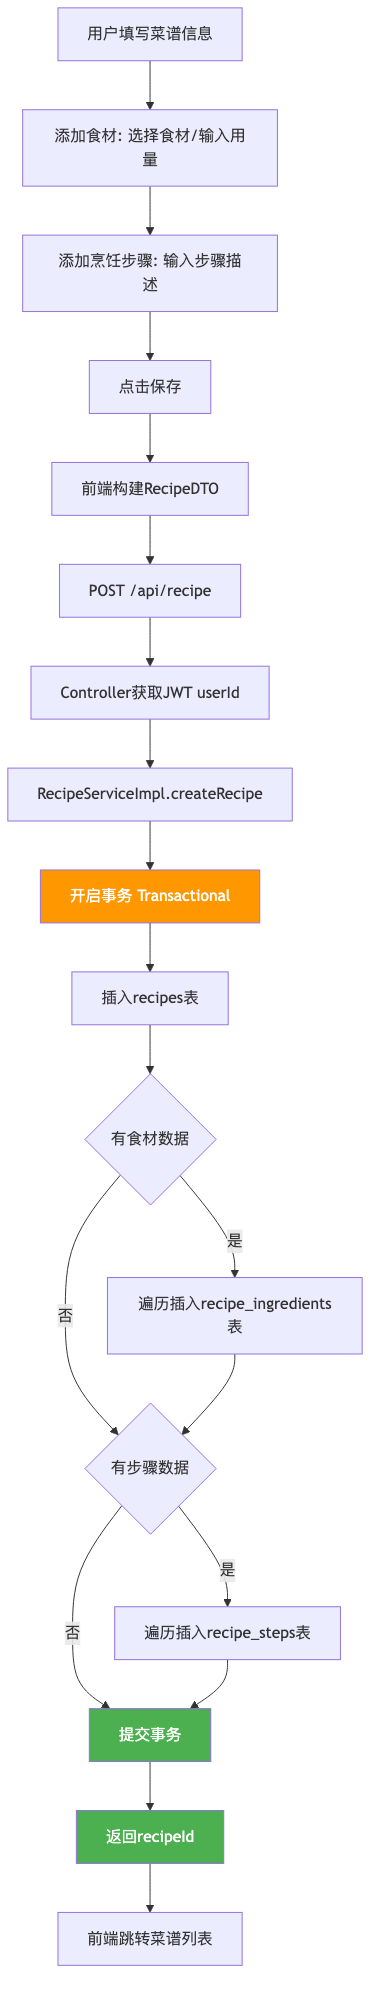 用户填写菜谱信息
添加食材: 选择食材/输入用
量
添加烹饪步骤: 输入步骤描
述
点击保存
前端构建RecipeDTO
POST /api/recipe
Controller获取JWT userId
RecipeServiceImpl.createRecipe
开启事务 Transactional
插入recipes表
有食材数据
是
否
遍历插入recipe_ingredients
表
有步骤数据
是
否
遍历插入recipe_steps表
提交事务
返回recipeId
前端跳转菜谱列表